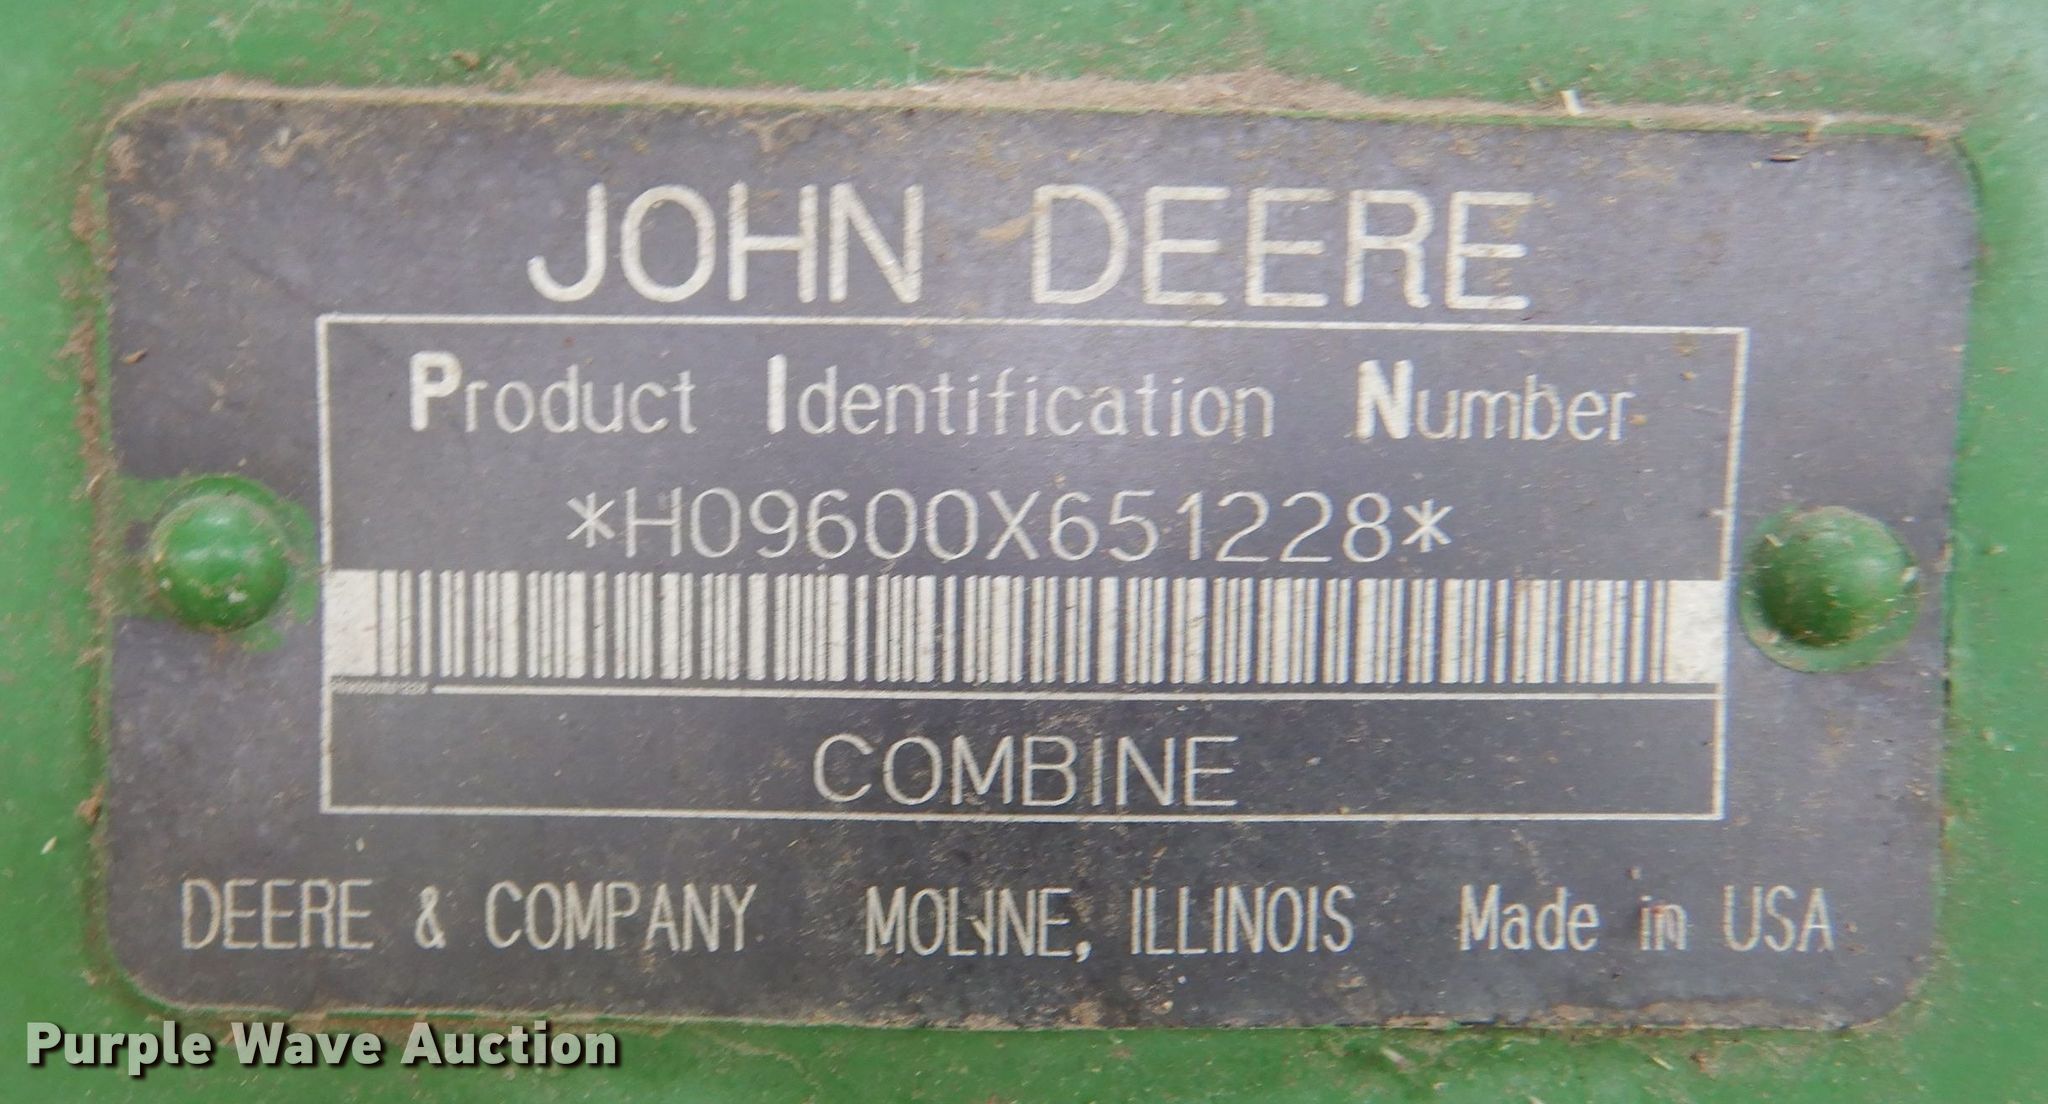 JOHN DEERE
Product Identification Number
*H09600X651228*
COMBINE
DEERE & COMPANY MOLINE, ILLINOIS Made in USA
Purple Wave Auction